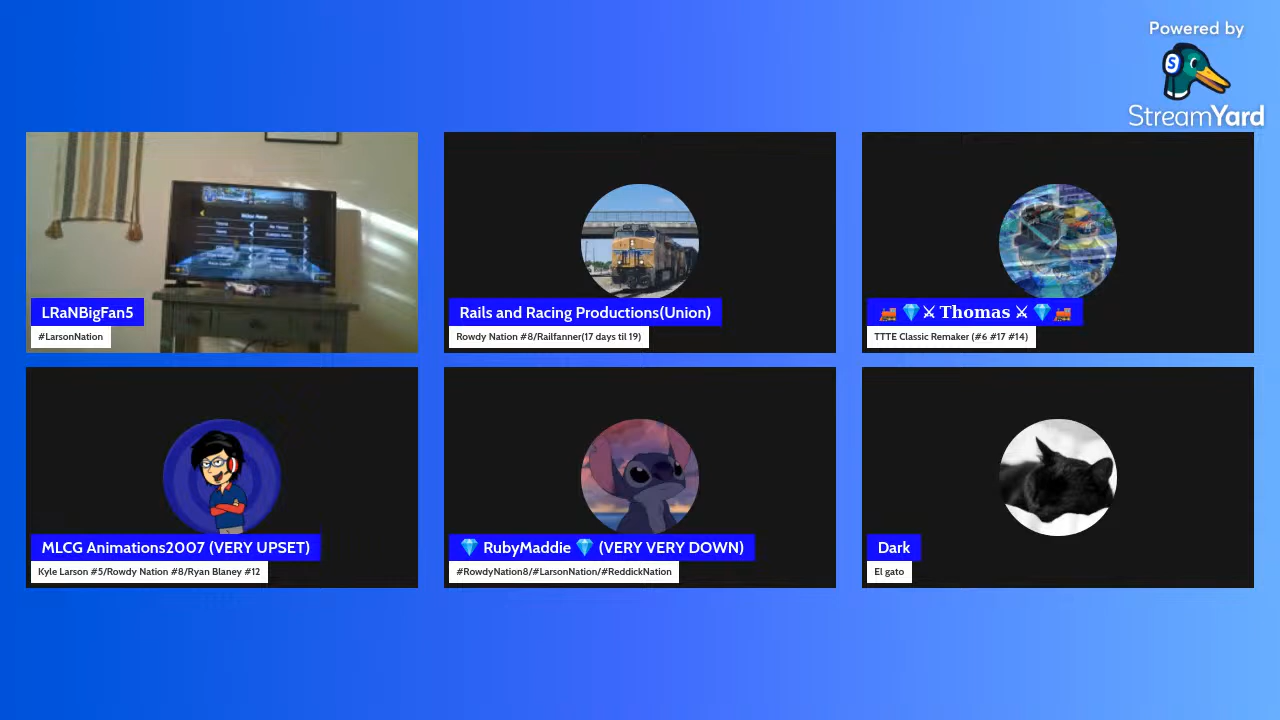 Powered by
S
StreamYard
LRaNBigFan5
#LarsonNation
Rails and Racing Productions(Union)
Rowdy Nation #8/Railfanner(17 days til 19)
🚂 💎⚔ Thomas ⚔ 💎🚂
TTTE Classic Remaker (#6 #17 #14)
MLCG Animations2007 (VERY UPSET)
Kyle Larson #5/Rowdy Nation #8/Ryan Blaney #12
💎 RubyMaddie 💎 (VERY VERY DOWN)
#RowdyNation8/#LarsonNation/#ReddickNation
Dark
El gato